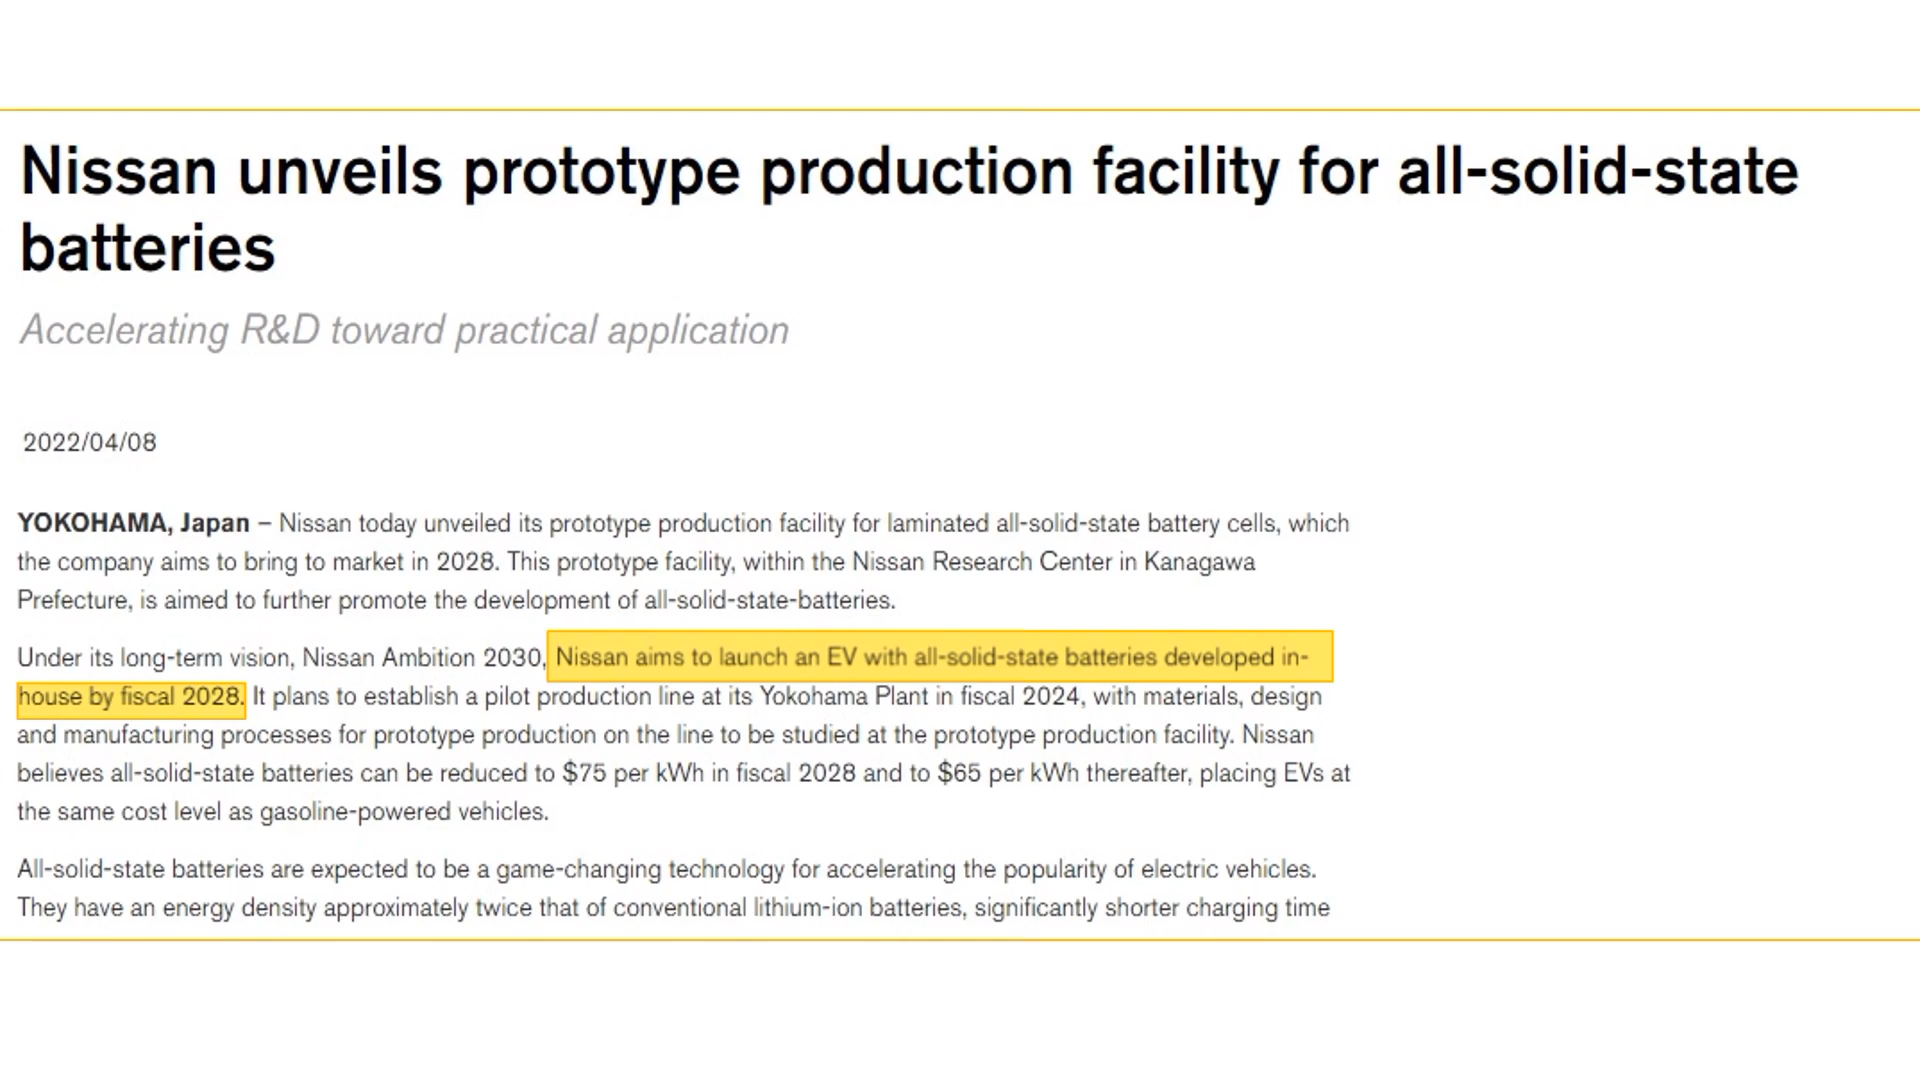 Nissan unveils prototype production facility for all-solid-state
batteries
Accelerating R&D toward practical application
2022/04/08
YOKOHAMA, Japan – Nissan today unveiled its prototype production facility for laminated all-solid-state battery cells, which
the company aims to bring to market in 2028. This prototype facility, within the Nissan Research Center in Kanagawa
Prefecture, is aimed to further promote the development of all-solid-state-batteries.
Under its long-term vision, Nissan Ambition 2030, Nissan aims to launch an EV with all-solid-state batteries developed in-
house by fiscal 2028. It plans to establish a pilot production line at its Yokohama Plant in fiscal 2024, with materials, design
and manufacturing processes for prototype production on the line to be studied at the prototype production facility. Nissan
believes all-solid-state batteries can be reduced to $75 per kWh in fiscal 2028 and to $65 per kWh thereafter, placing EVs at
the same cost level as gasoline-powered vehicles.
All-solid-state batteries are expected to be a game-changing technology for accelerating the popularity of electric vehicles.
They have an energy density approximately twice that of conventional lithium-ion batteries, significantly shorter charging time